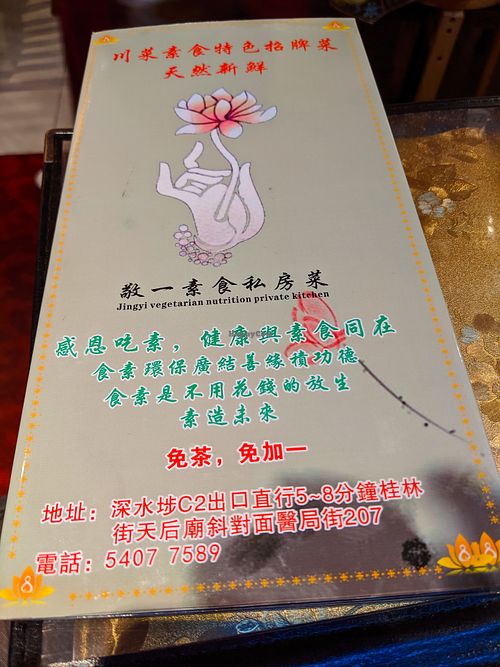 川菜素食特色招牌菜
天然新鮮
敬一素食私房菜
Jingyi vegetarian nutrition private kitchen
感恩吃素，健康與素食同在
食素環保廣結善緣積功德
食素是不用花錢的放生
素造未來
免茶，免加一
地址：深水埗C2出口直行5~8分鐘桂林
街天后廟斜對面醫局街207
電話：5407 7589